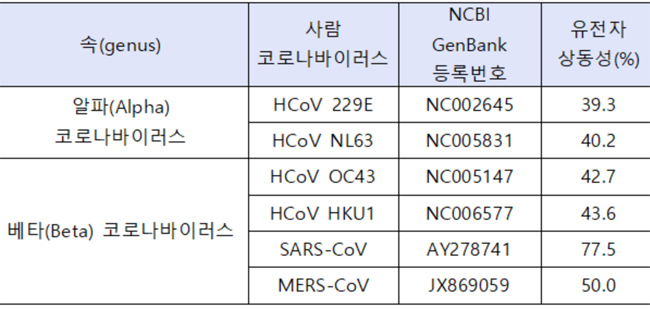 속(genus) 사람 코로나바이러스 NCBI GenBank 등록번호 유전자 상동성(%)
알파(Alpha) 코로나바이러스 HCoV 229E NC002645 39.3
HCoV NL63 NC005831 40.2
베타(Beta) 코로나바이러스 HCoV OC43 NC005147 42.7
HCoV HKU1 NC006577 43.6
SARS-CoV AY278741 77.5
MERS-CoV JX869059 50.0